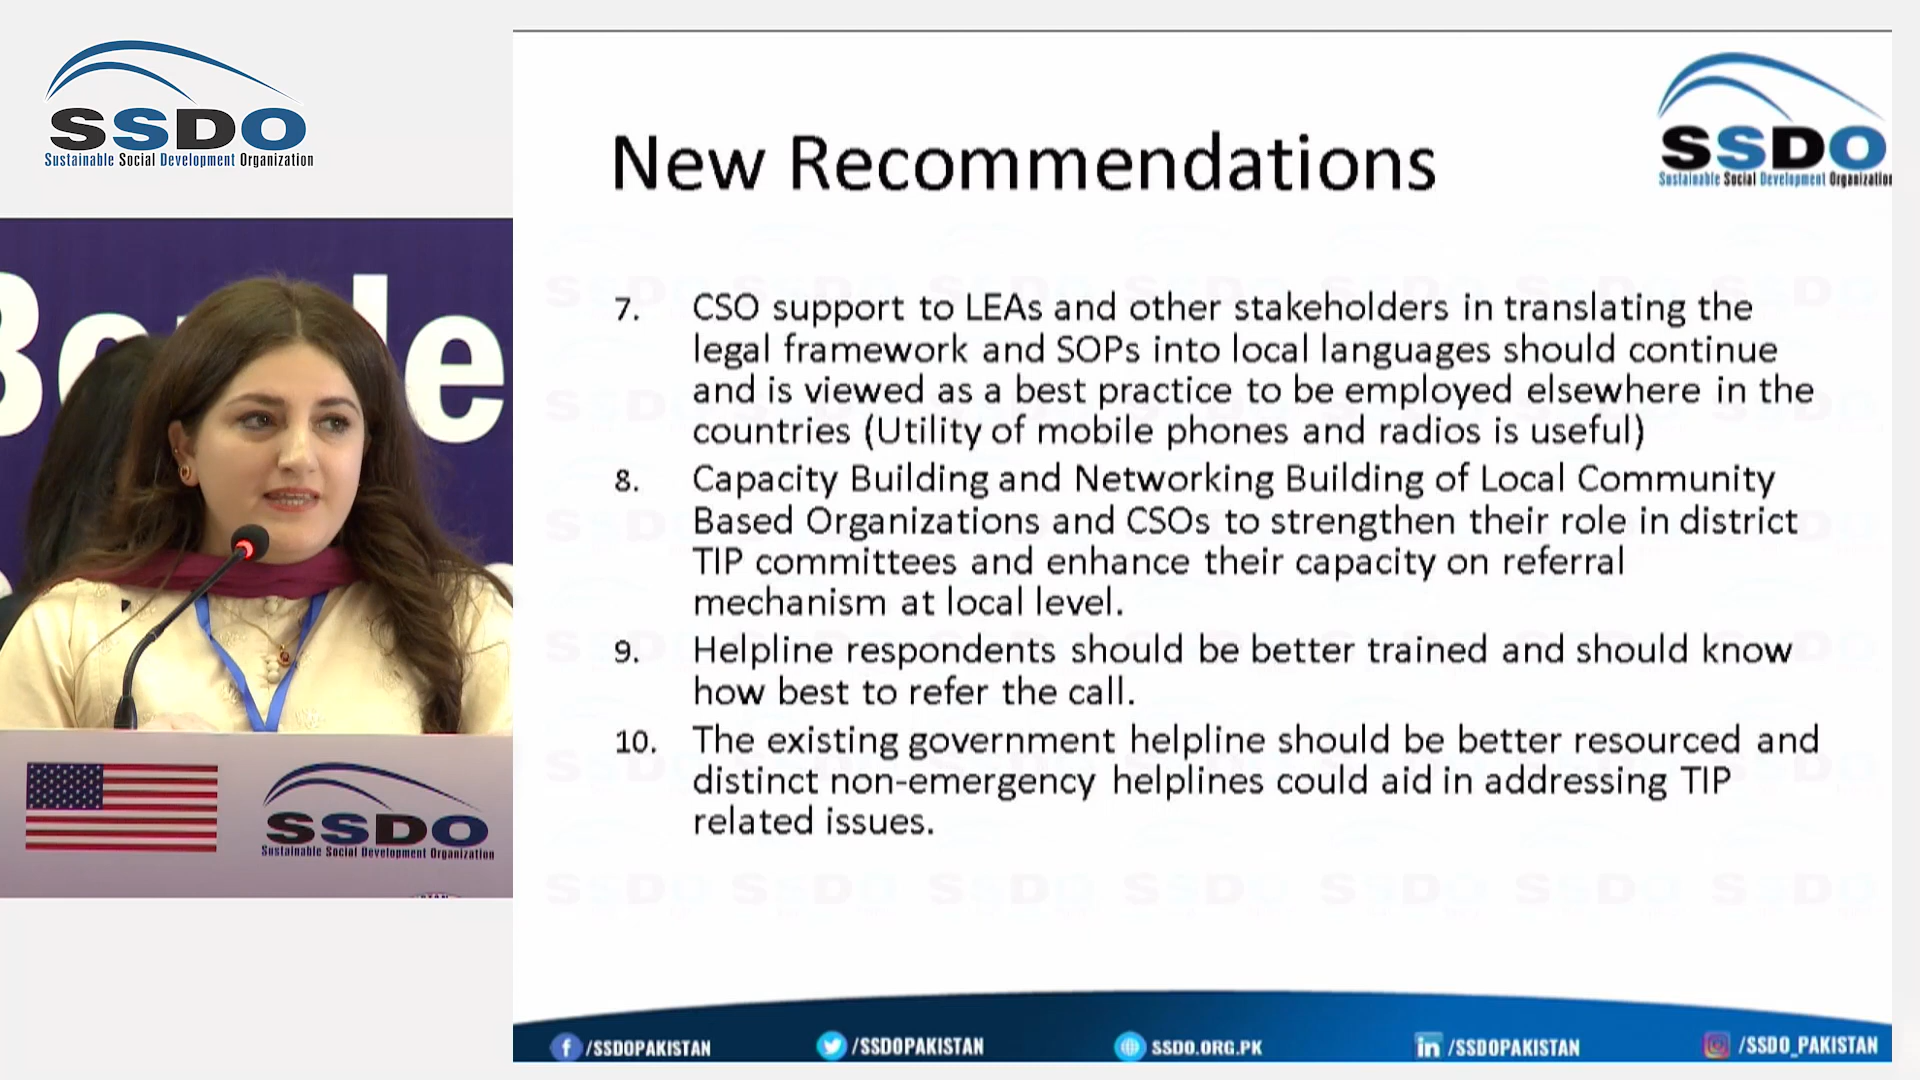 SSDO
Sustainable Social Development Organization
SSDO
Sustainable Social Development Organization
New Recommendations
7. CSO support to LEAs and other stakeholders in translating the
legal framework and SOPs into local languages should continue
and is viewed as a best practice to be employed elsewhere in the
countries (Utility of mobile phones and radios is useful)
8. Capacity Building and Networking Building of Local Community
Based Organizations and CSOs to strengthen their role in district
TIP committees and enhance their capacity on referral
mechanism at local level.
9. Helpline respondents should be better trained and should know
how best to refer the call.
10. The existing government helpline should be better resourced and
distinct non-emergency helplines could aid in addressing TIP
related issues.
SSDO
Sustainable Social Development Organization
/SSDOPAKISTAN
/SSDOPAKISTAN
SSDO.ORG.PK
/SSDOPAKISTAN
/SSDO_PAKISTAN